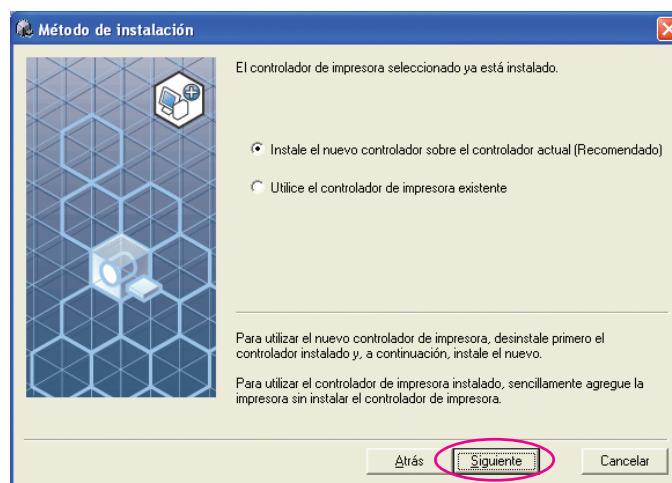 Método de instalación
El controlador de impresora seleccionado ya está instalado.
Instale el nuevo controlador sobre el controlador actual (Recomendado)
Utilice el controlador de impresora existente
Para utilizar el nuevo controlador de impresora, desinstale primero el
controlador instalado y, a continuación, instale el nuevo.
Para utilizar el controlador de impresora instalado, sencillamente agregue la
impresora sin instalar el controlador de impresora.
Atrás
Siguiente
Cancelar